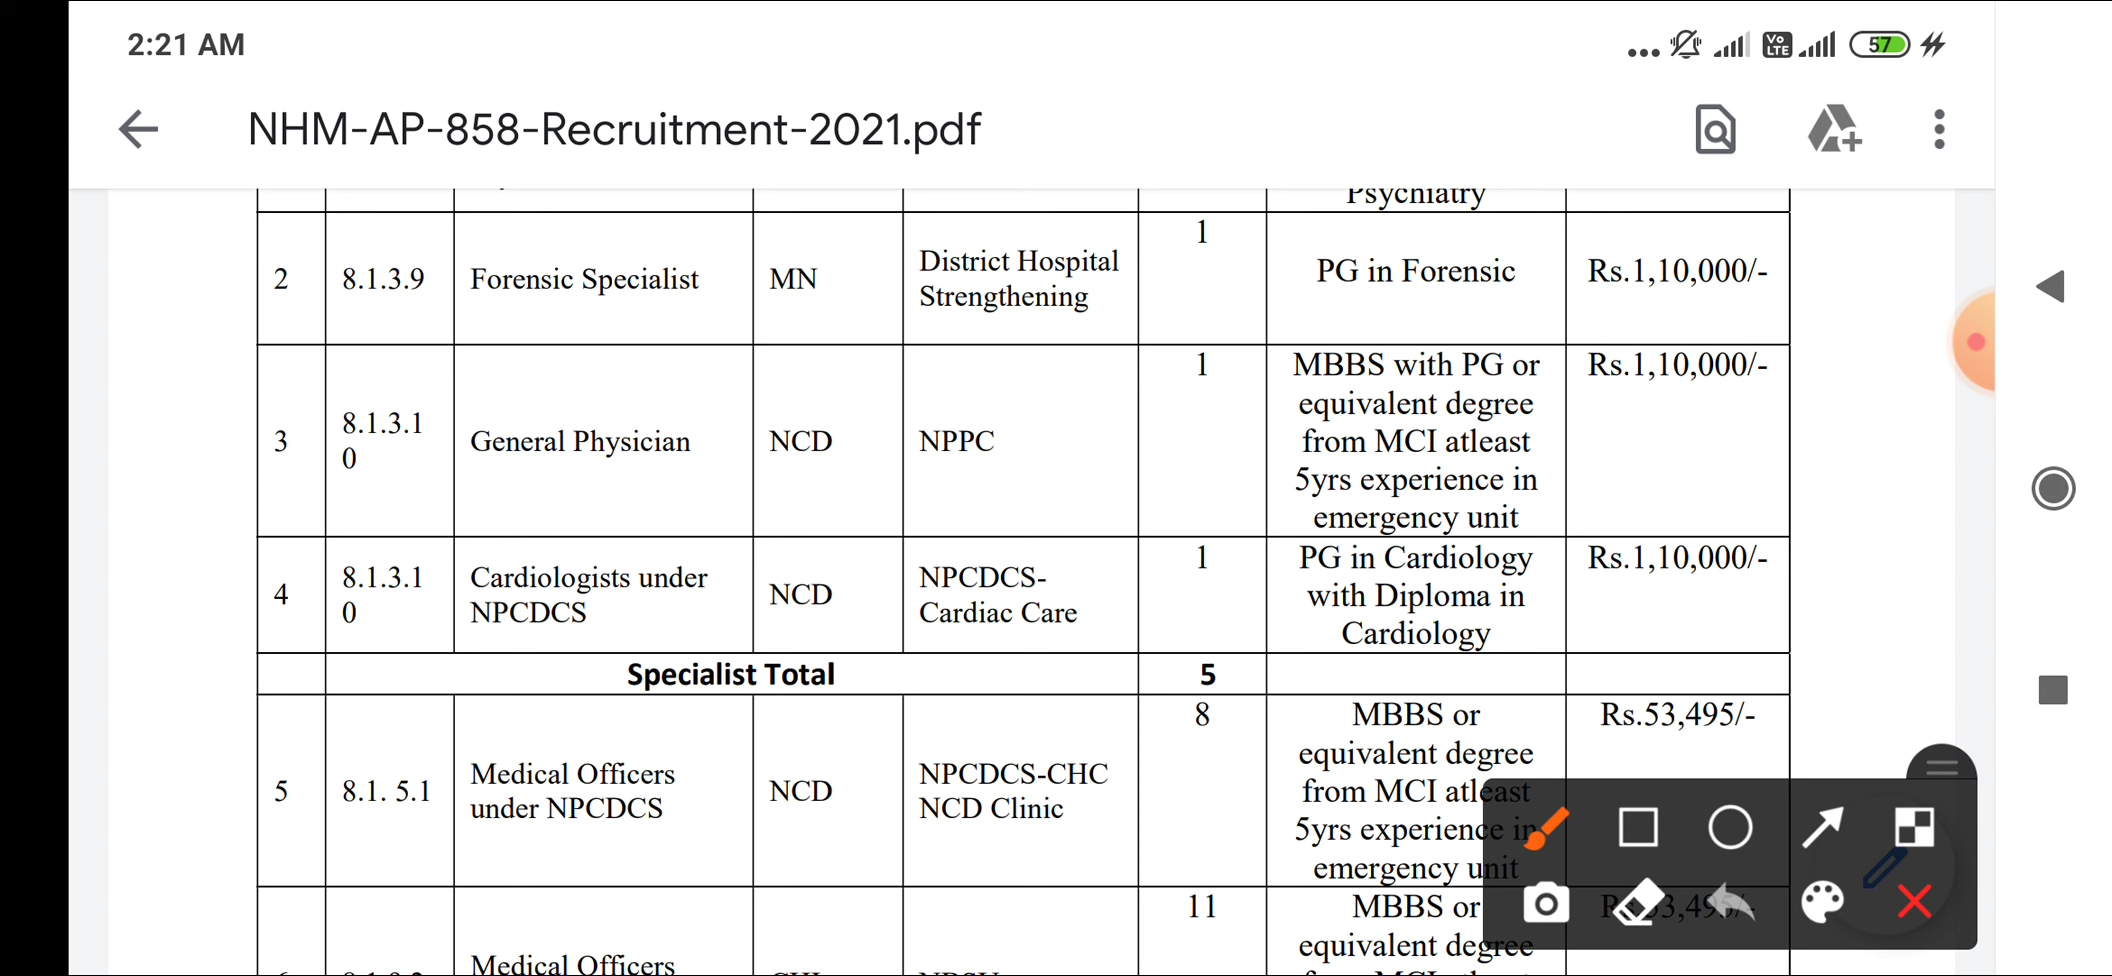 2:21 AM
Vo LTE
57
NHM-AP-858-Recruitment-2021.pdf
Psychiatry
2
8.1.3.9
Forensic Specialist
MN
District Hospital
Strengthening
1
PG in Forensic
Rs.1,10,000/-
3
8.1.3.1
0
General Physician
NCD
NPPC
1
MBBS with PG or
equivalent degree
from MCI atleast
5yrs experience in
emergency unit
Rs.1,10,000/-
4
8.1.3.1
0
Cardiologists under
NPCDCS
NCD
NPCDCS-
Cardiac Care
1
PG in Cardiology
with Diploma in
Cardiology
Rs.1,10,000/-
Specialist Total
5
5
8.1. 5.1
Medical Officers
under NPCDCS
NCD
NPCDCS-CHC
NCD Clinic
8
MBBS or
equivalent degree
from MCI atleast
5yrs experience in
emergency unit
Rs.53,495/-
Medical Officers
11
MBBS or
equivalent degree